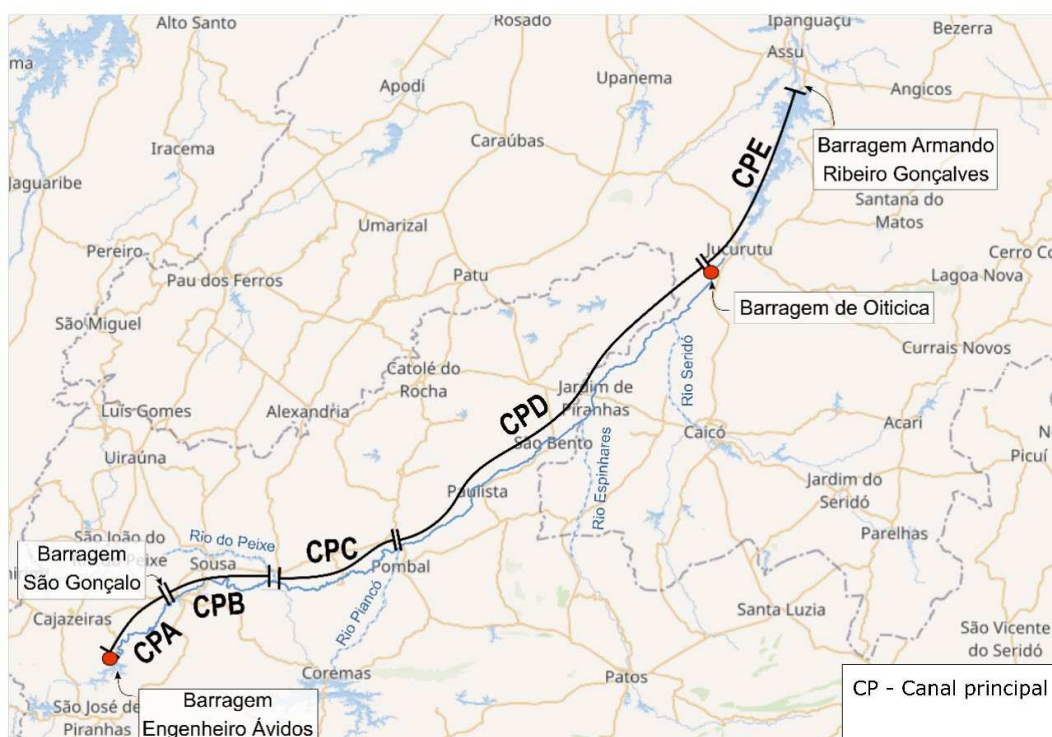 Alto Santo
Rosado
Ipanguaçu
Bezerra
Assu
Apodi
Upanema
Angicos
Caraúbas
CPE
Barragem Armando
Ribeiro Gonçalves
Iracema
Jaguaribe
Santana do
Matos
Umarizal
Pereiro
Jucurutu
Cerro Co
Pau dos Ferros
Patu
Lagoa Nova
Barragem de Oiticica
São Miguel
Rio Seridó
Currais Novos
Catolé do
Rocha
Jardim de
Piranhas
Luís Gomes
Alexandria
CPD
Acari
São Bento
Caicó
Uiraúna
Picuí
Paulista
Rio Espinhares
Jardim do
Seridó
São João do
Rio do Peixe
Parelhas
Barragem
São Gonçalo
Sousa
CPC
Pombal
CPB
Rio Piancó
Cajazeiras
CPA
Santa Luzia
São Vicente
do Seridó
Coremas
Patos
São José de
Piranhas
Barragem
Engenheiro Ávidos
CP - Canal principal